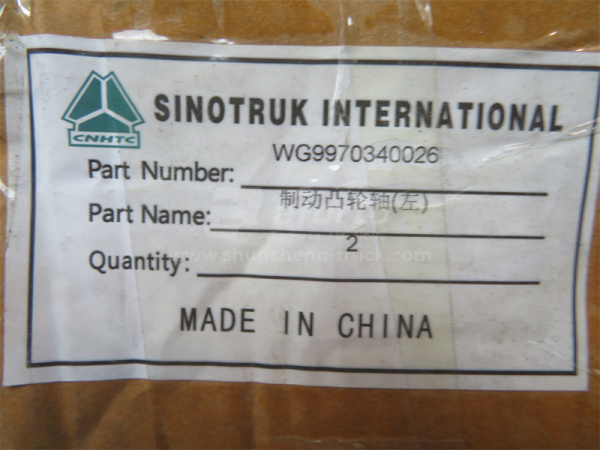 CNHTC
SINOTRUK INTERNATIONAL
Part Number: WG9970340026
Part Name: 制动凸轮轴(左)
Quantity: 2
www.shuncheng-truck.com
MADE IN CHINA